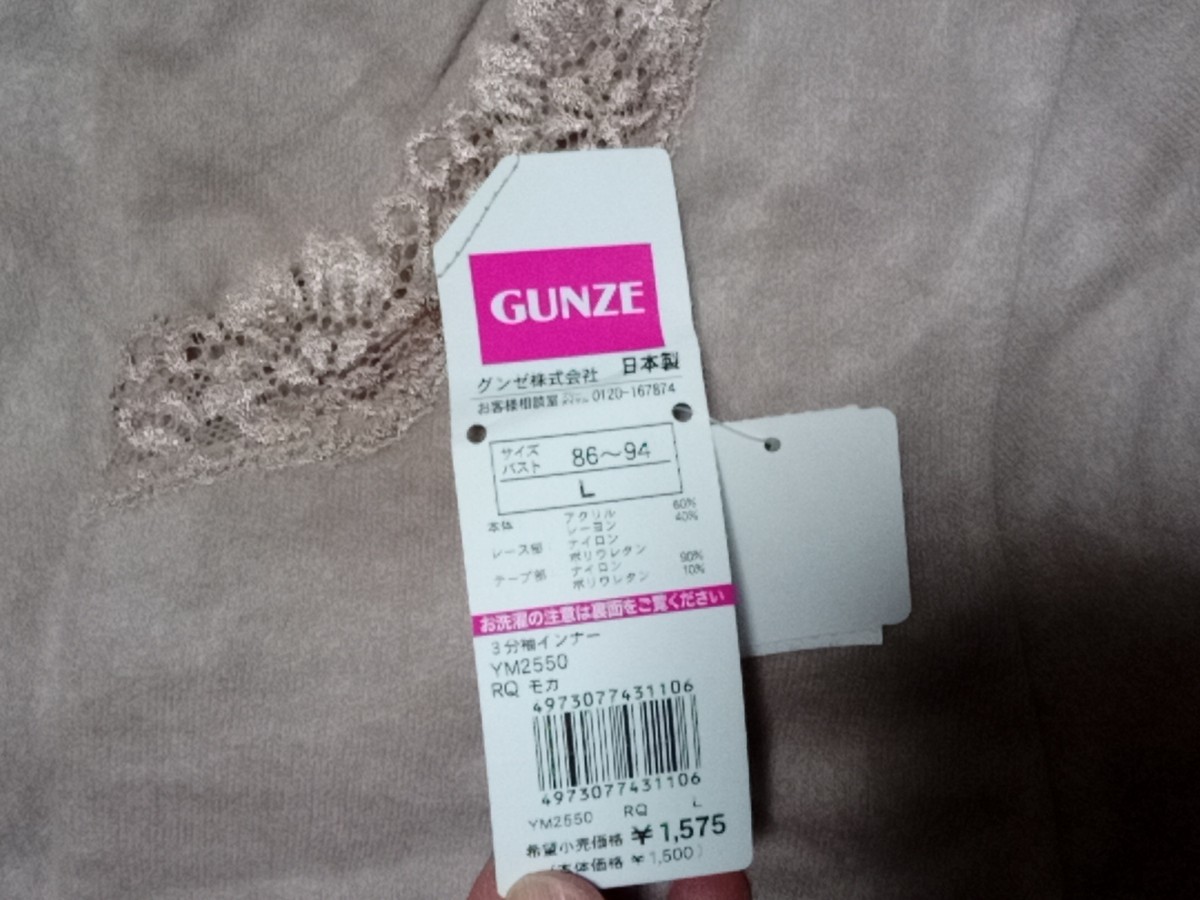 GUNZE
グンゼ株式会社 日本製
お客様相談室 0120-167874
サイズ
バスト 86〜94
L
本体 アクリル 60%
レーヨン 40%
レース部 ナイロン
ポリウレタン
テープ部 ナイロン 90%
ポリウレタン 10%
お洗濯の注意は裏面をご覧ください
3分袖インナー
YM2550
RQ モカ
4973077431106
4973077431106
YM2550 RQ L
希望小売価格 ¥1,575
(本体価格 ¥1,500)